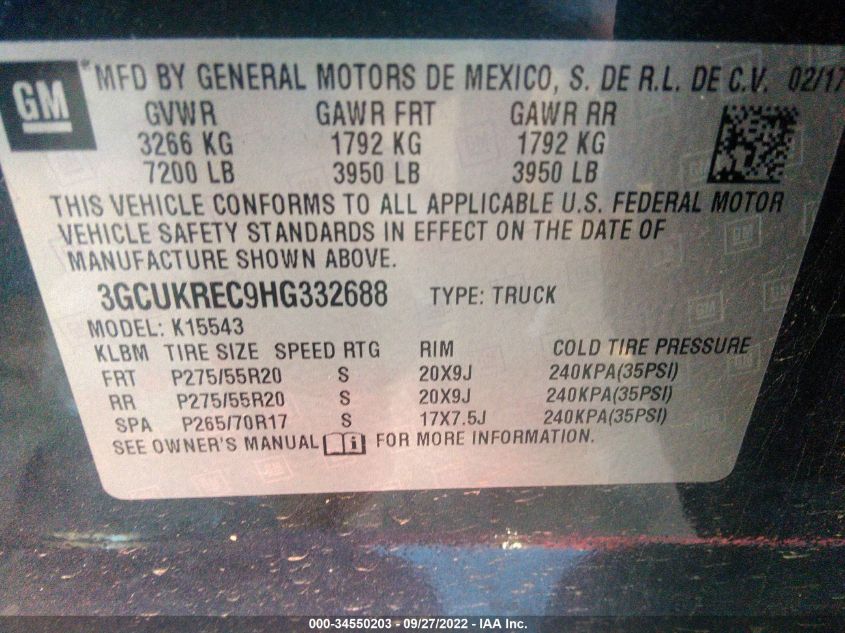 GM
*MFD BY GENERAL MOTORS DE MEXICO, S. DE R.L. DE C.V. 02/17
GVWR GAWR FRT GAWR RR
3266 KG 1792 KG 1792 KG
7200 LB 3950 LB 3950 LB
THIS VEHICLE CONFORMS TO ALL APPLICABLE U.S. FEDERAL MOTOR
VEHICLE SAFETY STANDARDS IN EFFECT ON THE DATE OF
MANUFACTURE SHOWN ABOVE.
3GCUKREC9HG332688 TYPE: TRUCK
MODEL: K15543
KLBM TIRE SIZE SPEED RTG RIM COLD TIRE PRESSURE
FRT P275/55R20 S 20X9J 240KPA(35PSI)
RR P275/55R20 S 20X9J 240KPA(35PSI)
SPA P265/70R17 S 17X7.5J 240KPA(35PSI)
SEE OWNER'S MANUAL i FOR MORE INFORMATION.
000-34550203 - 09/27/2022 - IAA Inc.